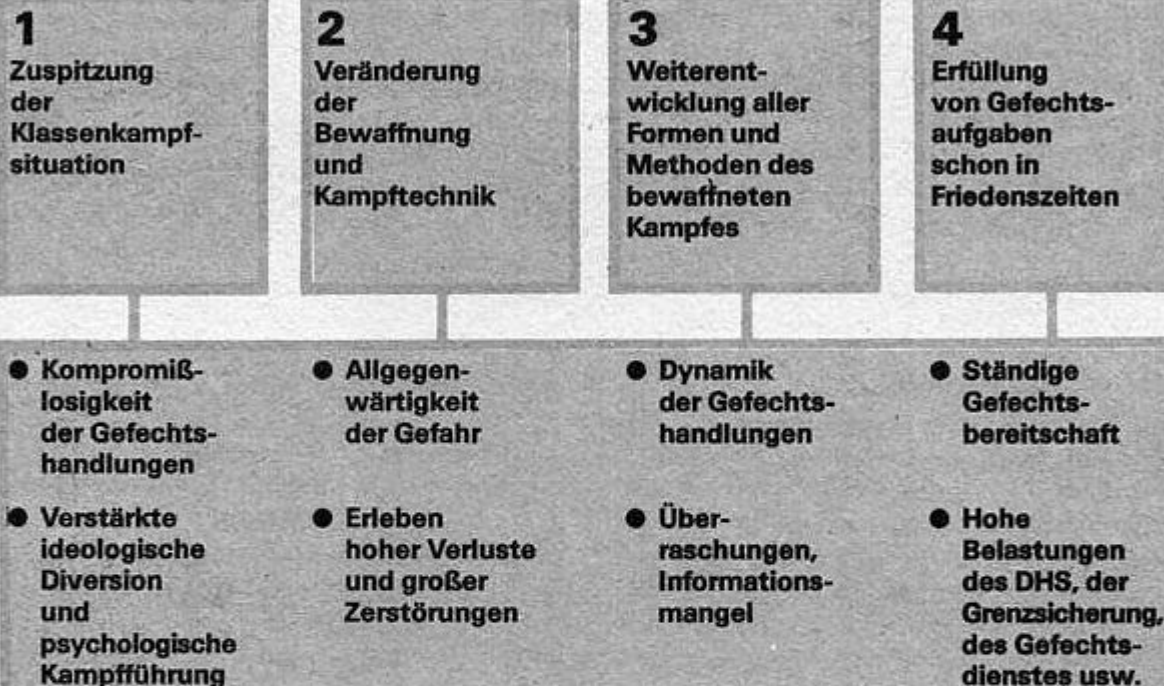 1
Zuspitzung
der
Klassenkampf-
situation
2
Veränderung
der
Bewaffnung
und
Kampftechnik
3
Weiterent-
wicklung aller
Formen und
Methoden des
bewaffneten
Kampfes
4
Erfüllung
von Gefechts-
aufgaben
schon in
Friedenszeiten
● Kompromiß-
losigkeit
der Gefechts-
handlungen
● Verstärkte
ideologische
Diversion
und
psychologische
Kampfführung
● Allgegen-
wärtigkeit
der Gefahr
● Erleben
hoher Verluste
und großer
Zerstörungen
● Dynamik
der Gefechts-
handlungen
● Über-
raschungen,
Informations-
mangel
● Ständige
Gefechts-
bereitschaft
● Hohe
Belastungen
des DHS, der
Grenzsicherung,
des Gefechts-
dienstes usw.